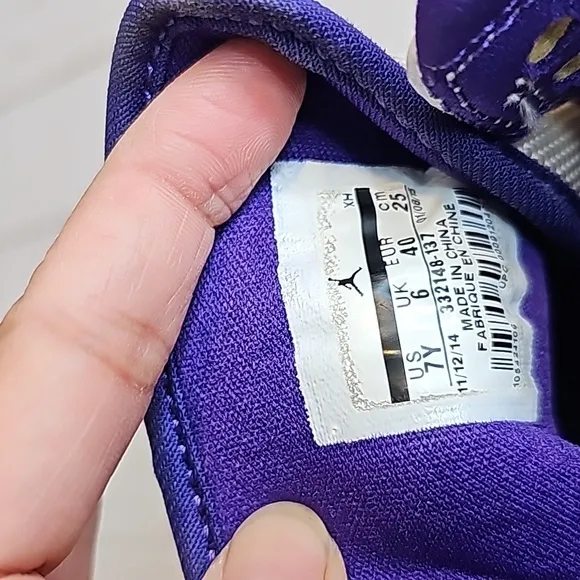 XH
US UK EUR cm
7Y 6 40 25
11/12/14
332148-137
MADE IN CHINA
FABRIQUE EN CHINE